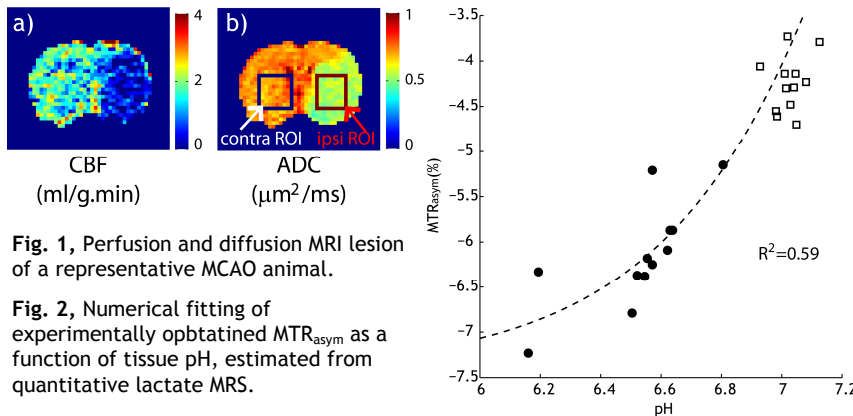 a)
4
2
0
b)
1
0.5
0
contra ROI
ipsi ROI
CBF
(ml/g.min)
ADC
(μm²/ms)
Fig. 1, Perfusion and diffusion MRI lesion
of a representative MCAO animal.
Fig. 2, Numerical fitting of
experimentally opbtatined MTRasym as a
function of tissue pH, estimated from
quantitative lactate MRS.
MTRasym(%)
-3.5
-4
-4.5
-5
-5.5
-6
-6.5
-7
-7.5
R²=0.59
6
6.2
6.4
6.6
6.8
7
7.2
pH